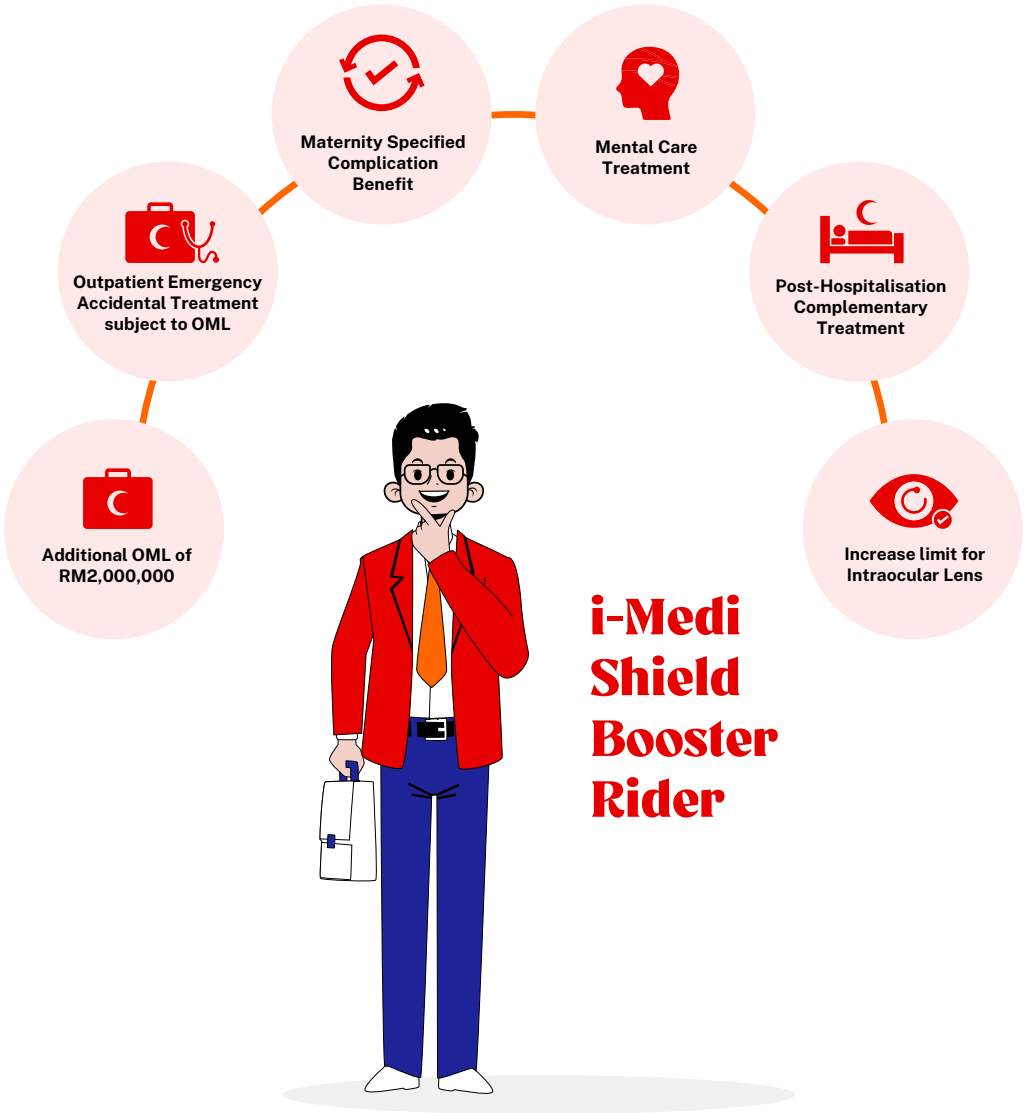 Maternity Specified
Complication
Benefit
Mental Care
Treatment
Outpatient Emergency
Accidental Treatment
subject to OML
Post-Hospitalisation
Complementary
Treatment
Additional OML of
RM2,000,000
Increase limit for
Intraocular Lens
i-Medi
Shield
Booster
Rider